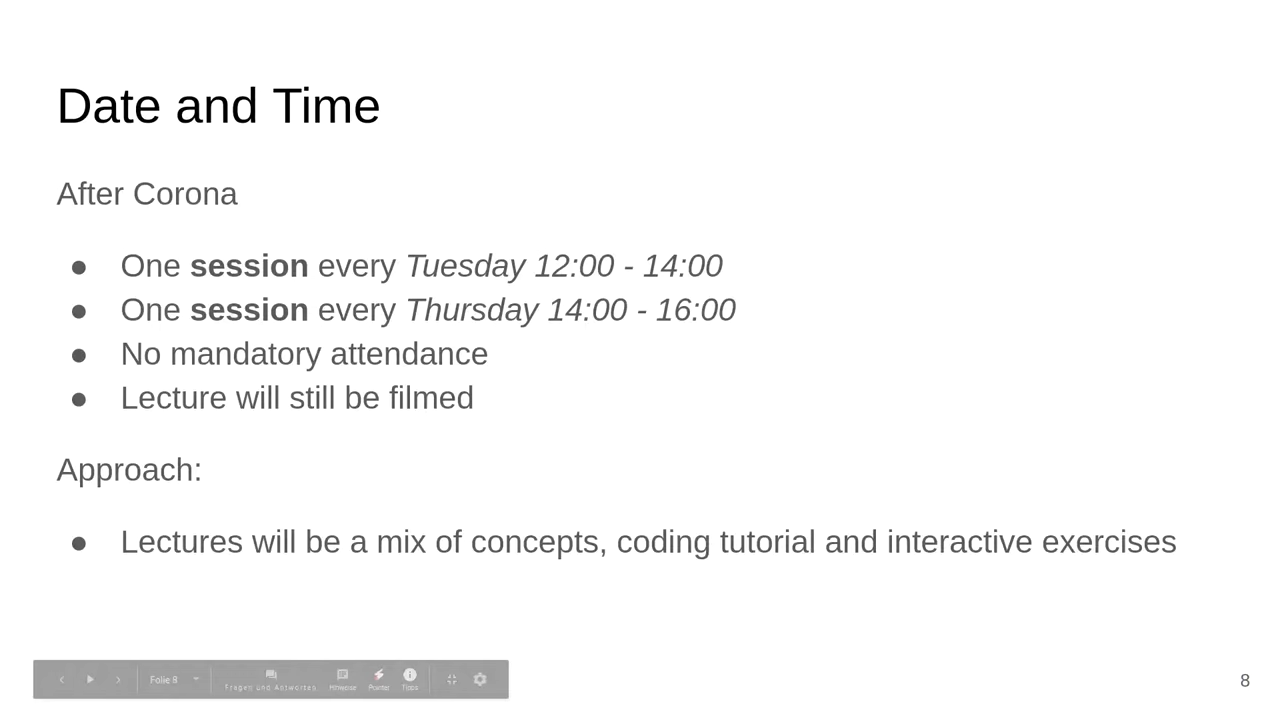 Date and Time
After Corona
● One session every Tuesday 12:00 - 14:00
● One session every Thursday 14:00 - 16:00
● No mandatory attendance
● Lecture will still be filmed
Approach:
● Lectures will be a mix of concepts, coding tutorial and interactive exercises
Folie 8
Fragen und Antworten Hinweise Pointer Tipps
8